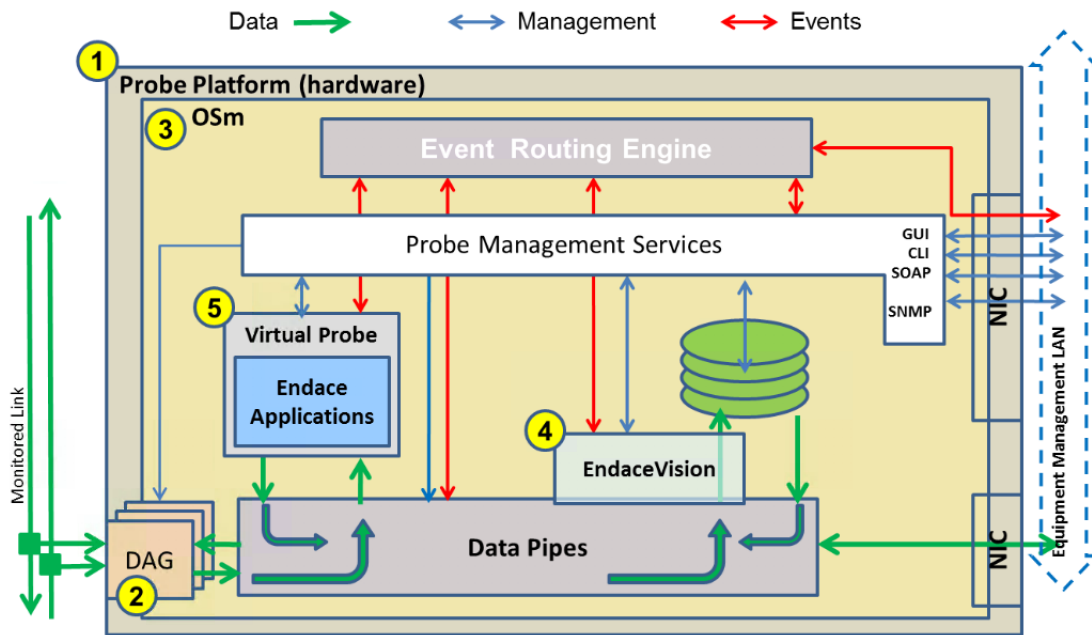 Data
Management
Events
1
Probe Platform (hardware)
3
OSm
Event Routing Engine
Probe Management Services
GUI
CLI
SOAP
SNMP
NIC
5
Virtual Probe
Endace
Applications
4
EndaceVision
Monitored Link
DAG
2
Data Pipes
NIC
Equipment Management LAN